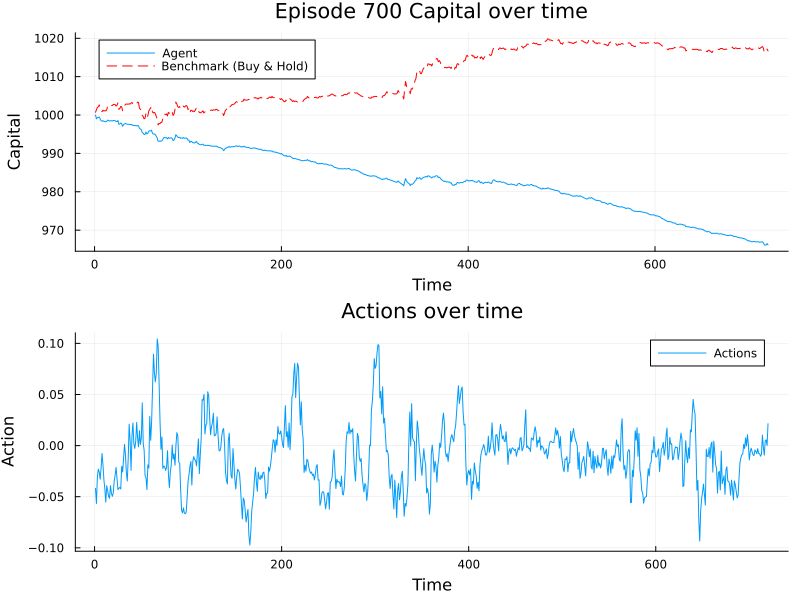 Episode 700 Capital over time
Agent
Benchmark (Buy & Hold)
1020
1010
1000
990
980
970
Capital
0
200
400
600
Time
Actions over time
Actions
0.10
0.05
0.00
−0.05
−0.10
Action
0
200
400
600
Time